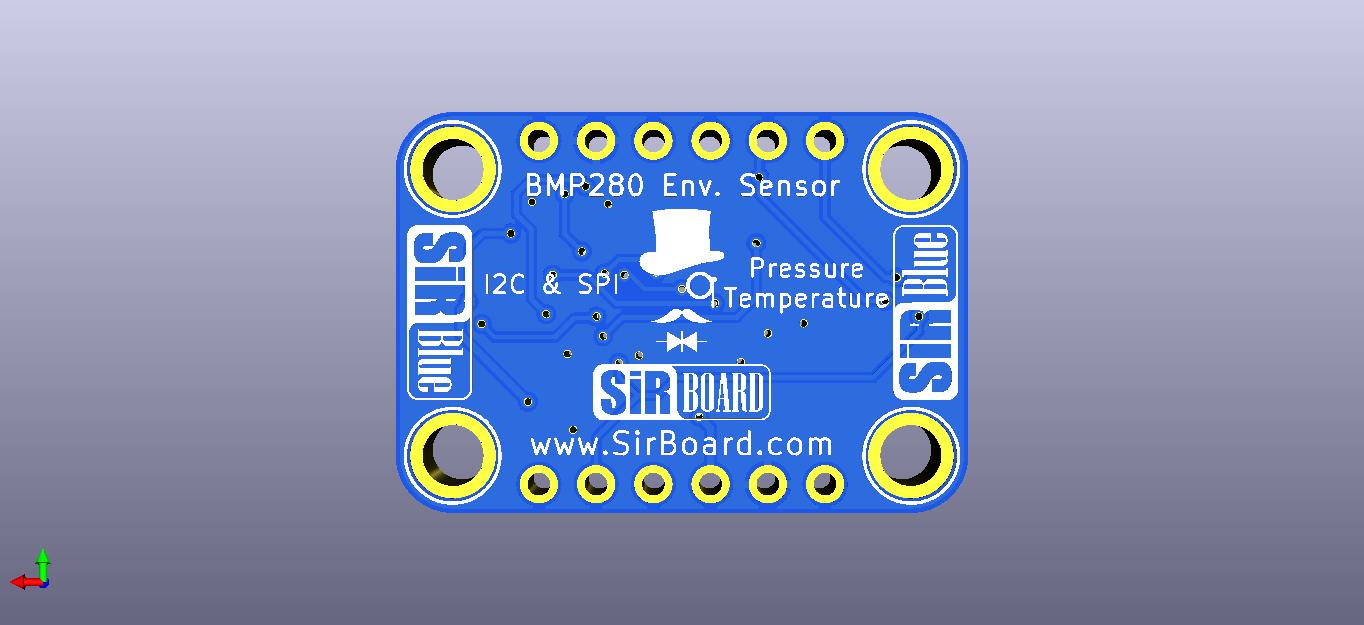 BMP280 Env. Sensor
SiR Blue
I2C & SPI
Pressure
Temperature
SiR Blue
SiR BOARD
www.SirBoard.com